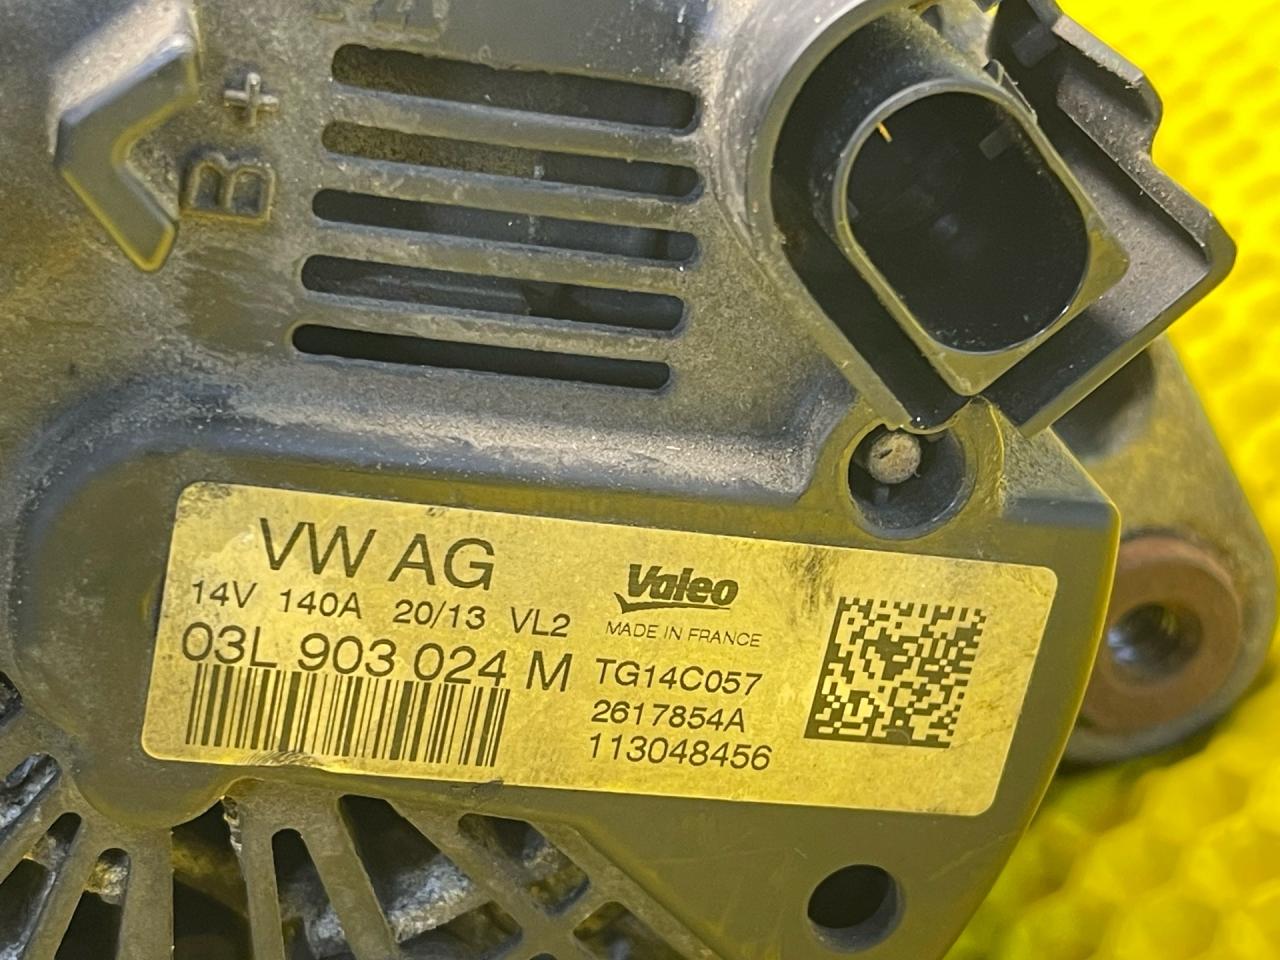 B+
VW AG
14V 140A 20/13 VL2
03L 903 024 M
Valeo
MADE IN FRANCE
TG14C057
2617854A
113048456